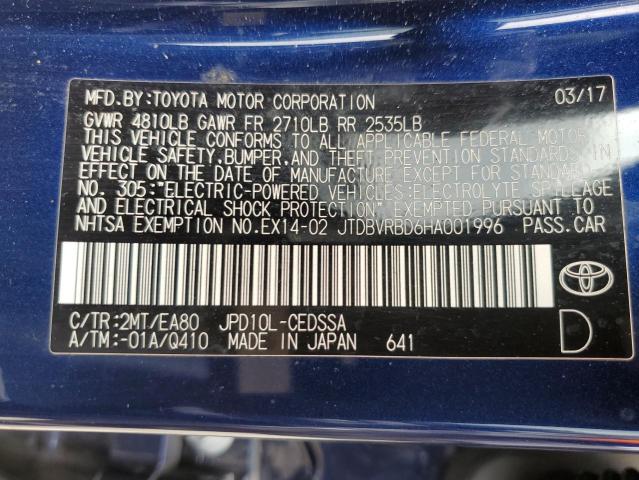 MFD.BY:TOYOTA MOTOR CORPORATION 03/17
GVWR 4810LB GAWR FR 2710LB RR 2535LB
THIS VEHICLE CONFORMS TO ALL APPLICABLE FEDERAL MOTOR
VEHICLE SAFETY,BUMPER,AND THEFT PREVENTION STANDARDS IN
EFFECT ON THE DATE OF MANUFACTURE EXCEPT FOR STANDARD
NO. 305:"ELECTRIC-POWERED VEHICLES:ELECTROLYTE SPILLAGE
AND ELECTRICAL SHOCK PROTECTION" EXEMPTED PURSUANT TO
NHTSA EXEMPTION NO.EX14-02 JTDBVRBD6HA001996 PASS.CAR
C/TR:2MT/EA80 JPD10L-CEDSSA
A/TM:-01A/Q410 MADE IN JAPAN 641
TOYOTA
D